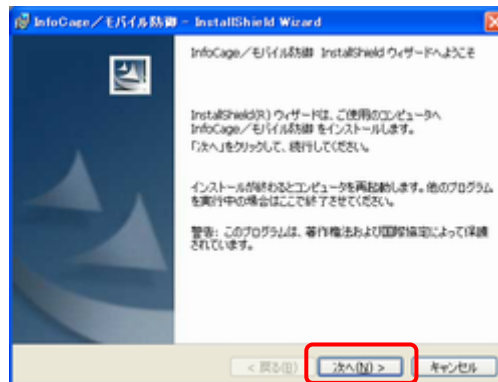 InfoCage／モバイル防御 - InstallShield Wizard
InfoCage／モバイル防御 InstallShield ウィザードへようこそ
InstallShield(R) ウィザードは、ご使用のコンピュータへ
InfoCage／モバイル防御 をインストールします。
「次へ」をクリックして、続行してください。
インストールが終わるとコンピュータを再起動します。他のプログラム
を実行中の場合はここで終了させてください。
警告: このプログラムは、著作権法および国際協定によって保護
されています。
< 戻る(B)
次へ(N) >
キャンセル